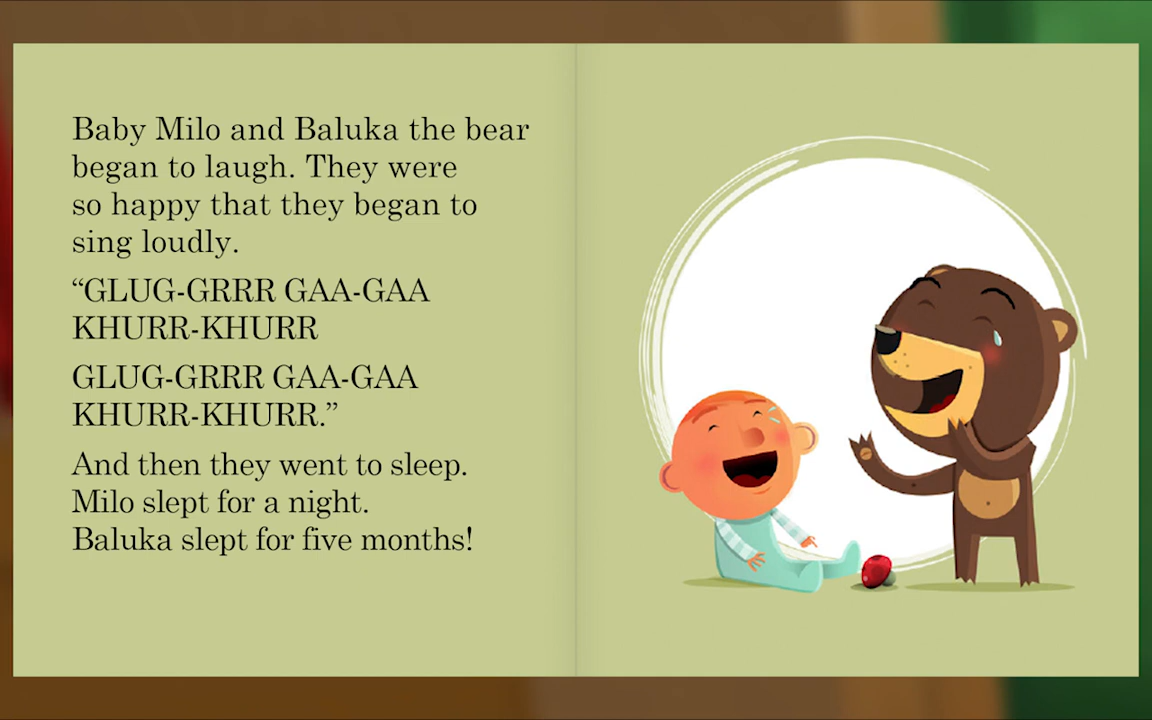 Baby Milo and Baluka the bear
began to laugh. They were
so happy that they began to
sing loudly.
“GLUG-GRRR GAA-GAA
KHURR-KHURR
GLUG-GRRR GAA-GAA
KHURR-KHURR.”
And then they went to sleep.
Milo slept for a night.
Baluka slept for five months!